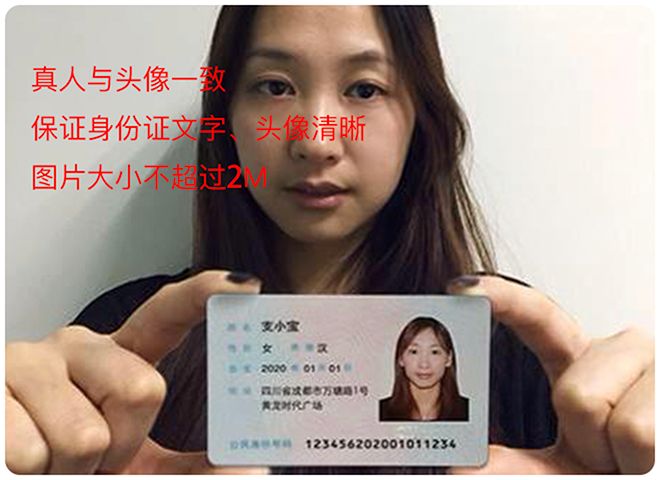 真人与头像一致
保证身份证文字、头像清晰
图片大小不超过2M
姓名 支小宝
性别 女 民族 汉
出生 2020 年 01 月 01 日
住址 四川省成都市万塘路1号
黄龙时代广场
公民身份号码 123456202001011234